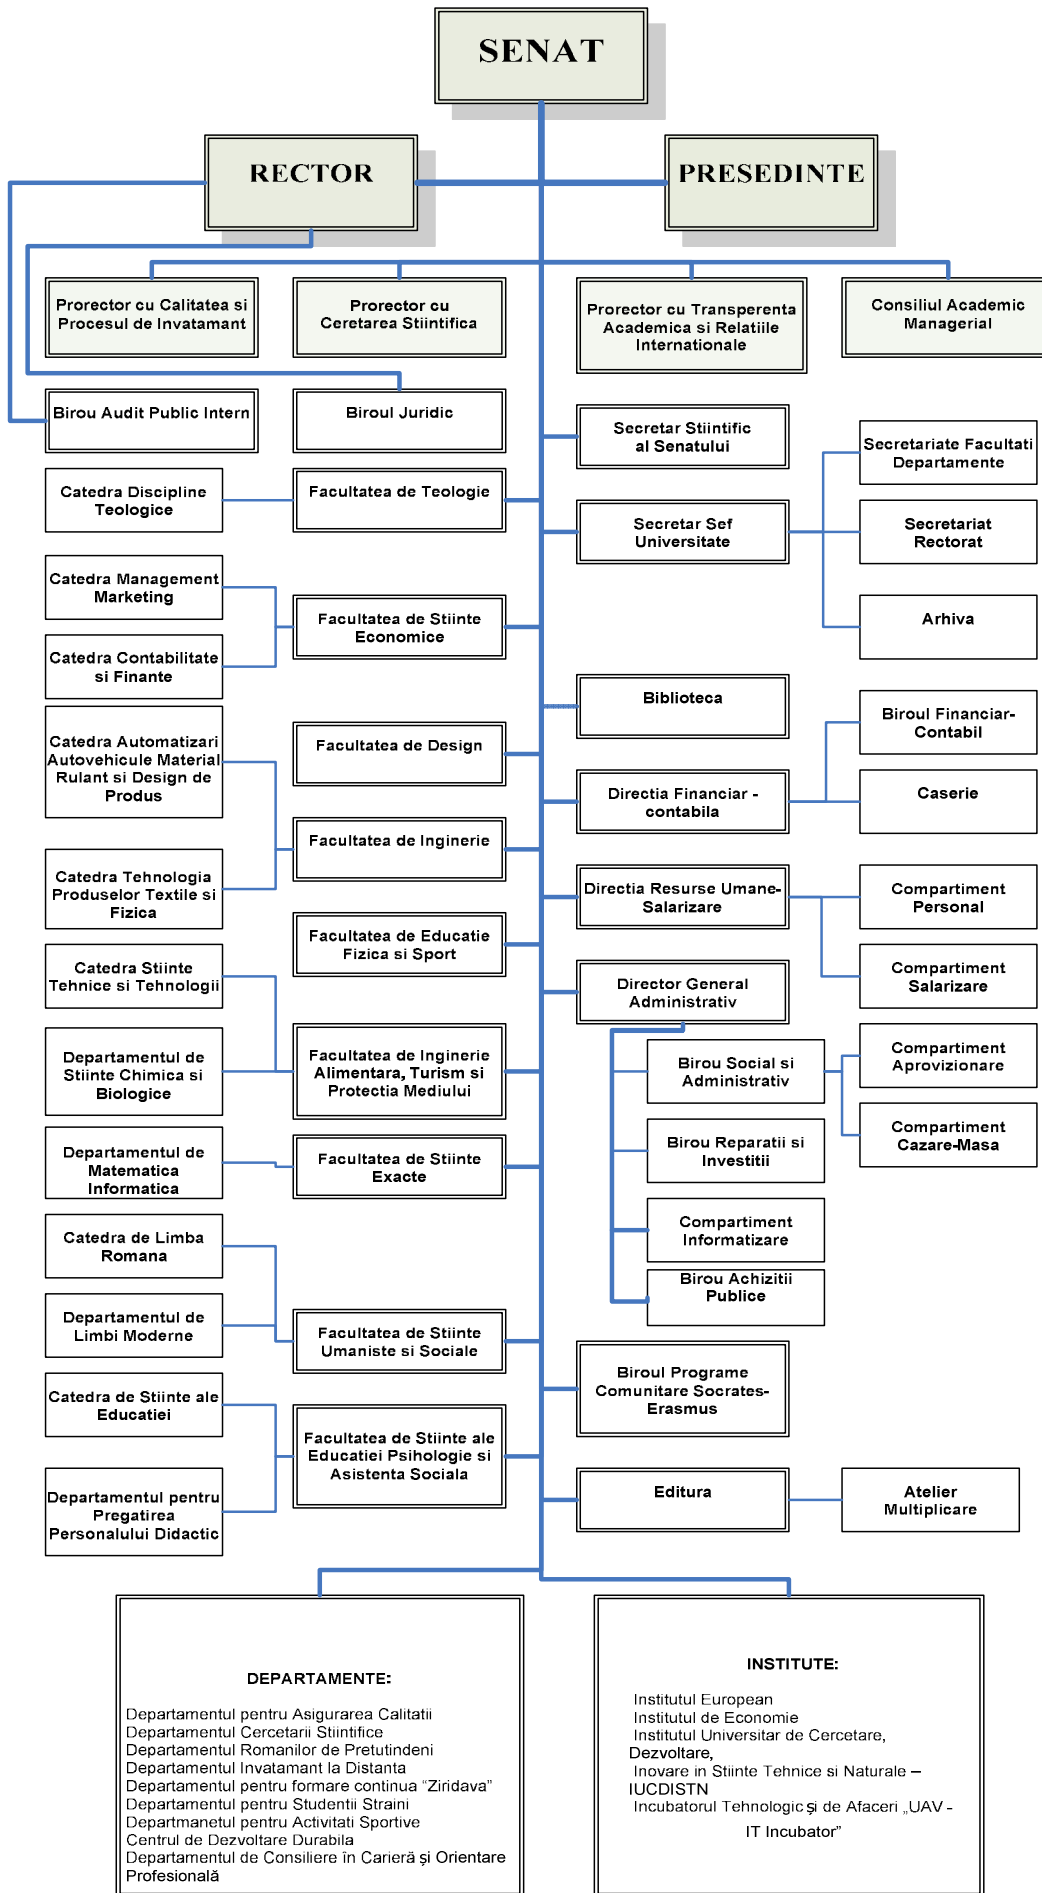 SENAT
RECTOR
PRESEDINTE
Prorector cu Calitatea si
Procesul de Invatamant
Prorector cu
Ceretarea Stiintifica
Prorector cu Transperenta
Academica si Relatiile
Internationale
Consiliul Academic
Managerial
Birou Audit Public Intern
Biroul Juridic
Secretar Stiintific
al Senatului
Secretariate Facultati
Departamente
Catedra Discipline
Teologice
Facultatea de Teologie
Secretar Sef
Universitate
Secretariat
Rectorat
Catedra Management
Marketing
Facultatea de Stiinte
Economice
Arhiva
Catedra Contabilitate
si Finante
Biblioteca
Biroul Financiar-
Contabil
Catedra Automatizari
Autovehicule Material
Rulant si Design de
Produs
Facultatea de Design
Directia Financiar -
contabila
Caserie
Facultatea de Inginerie
Catedra Tehnologia
Produselor Textile si
Fizica
Directia Resurse Umane-
Salarizare
Compartiment
Personal
Facultatea de Educatie
Fizica si Sport
Catedra Stiinte
Tehnice si Tehnologii
Director General
Administrativ
Compartiment
Salarizare
Departamentul de
Stiinte Chimica si
Biologice
Facultatea de Inginerie
Alimentara, Turism si
Protectia Mediului
Birou Social si
Administrativ
Compartiment
Aprovizionare
Departamentul de
Matematica
Informatica
Facultatea de Stiinte
Exacte
Birou Reparatii si
Investitii
Compartiment
Cazare-Masa
Catedra de Limba
Romana
Compartiment
Informatizare
Birou Achizitii
Publice
Departamentul de
Limbi Moderne
Facultatea de Stiinte
Umaniste si Sociale
Biroul Programe
Comunitare Socrates-
Erasmus
Catedra de Stiinte ale
Educatiei
Facultatea de Stiinte ale
Educatiei Psihologie si
Asistenta Sociala
Departamentul pentru
Pregatirea
Personalului Didactic
Editura
Atelier
Multiplicare
DEPARTAMENTE:
Departamentul pentru Asigurarea Calitatii
Departamentul Cercetarii Stiintifice
Departamentul Romanilor de Pretutindeni
Departamentul Invatamant la Distanta
Departamentul pentru formare continua "Ziridava"
Departamentul pentru Studentii Straini
Departmanetul pentru Activitati Sportive
Centrul de Dezvoltare Durabila
Departamentul de Consiliere în Carieră și Orientare
Profesională
INSTITUTE:
Institutul European
Institutul de Economie
Institutul Universitar de Cercetare,
Dezvoltare,
Inovare in Stiinte Tehnice si Naturale –
IUCDISTN
Incubatorul Tehnologic și de Afaceri „UAV -
IT Incubator”